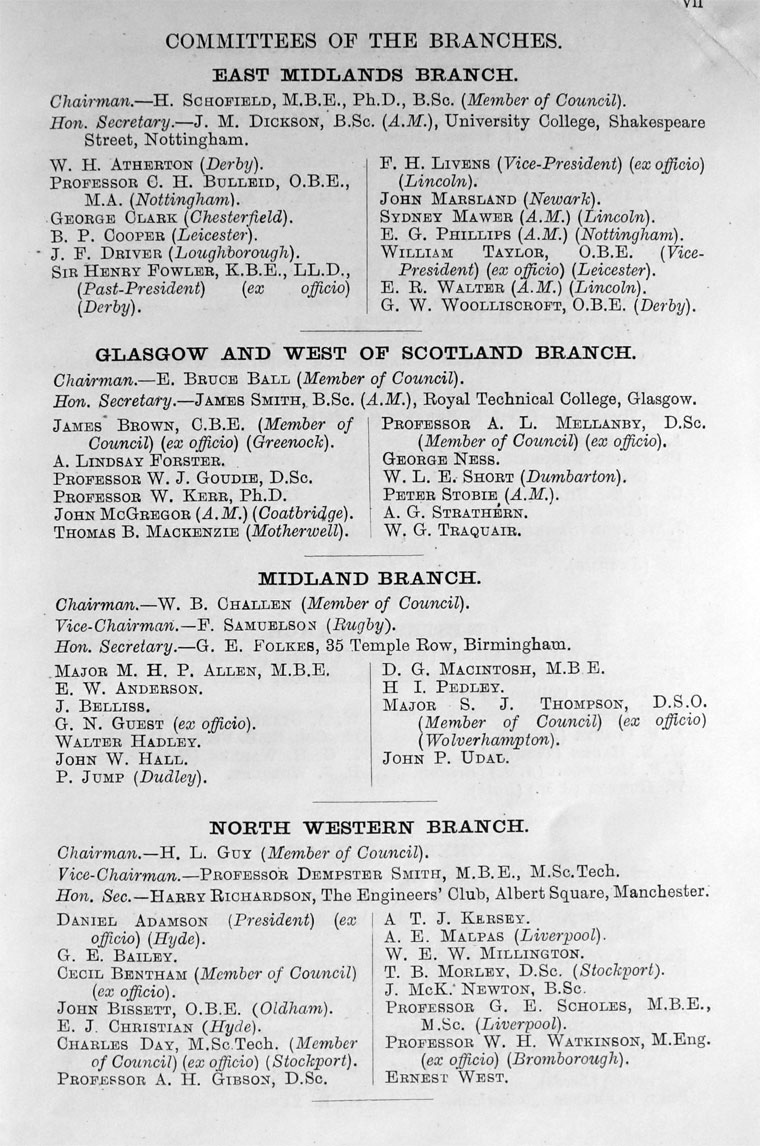 VII
COMMITTEES OF THE BRANCHES.
EAST MIDLANDS BRANCH.
Chairman.—H. SCHOFIELD, M.B.E., Ph.D., B.Sc. (Member of Council).
Hon. Secretary.—J. M. DICKSON, B.Sc. (A.M.), University College, Shakespeare
Street, Nottingham.
W. H. ATHERTON (Derby).
PROFESSOR C. H. BULLEID, O.B.E.,
M.A. (Nottingham).
GEORGE CLARK (Chesterfield).
B. P. COOPER (Leicester).
J. F. DRIVER (Loughborough).
SIR HENRY FOWLER, K.B.E., LL.D.,
(Past-President) (ex officio)
(Derby).
F. H. LIVENS (Vice-President) (ex officio)
(Lincoln).
JOHN MARSLAND (Newark).
SYDNEY MAWER (A.M.) (Lincoln).
E. G. PHILLIPS (A.M.) (Nottingham).
WILLIAM TAYLOR, O.B.E. (Vice-
President) (ex officio) (Leicester).
E. R. WALTER (A.M.) (Lincoln).
G. W. WOOLLISCROFT, O.B.E. (Derby).
GLASGOW AND WEST OF SCOTLAND BRANCH.
Chairman.—E. BRUCE BALL (Member of Council).
Hon. Secretary.—JAMES SMITH, B.Sc. (A.M.), Royal Technical College, Glasgow.
JAMES BROWN, C.B.E. (Member of
Council) (ex officio) (Greenock).
A. LINDSAY FORSTER.
PROFESSOR W. J. GOUDIE, D.Sc.
PROFESSOR W. KERR, Ph.D.
JOHN MCGREGOR (A.M.) (Coatbridge).
THOMAS B. MACKENZIE (Motherwell).
PROFESSOR A. L. MELLANBY, D.Sc.
(Member of Council) (ex officio).
GEORGE NESS.
W. L. E. SHORT (Dumbarton).
PETER STOBIE (A.M.).
A. G. STRATHERN.
W. G. TRAQUAIR.
MIDLAND BRANCH.
Chairman.—W. B. CHALLEN (Member of Council).
Vice-Chairman.—F. SAMUELSON (Rugby).
Hon. Secretary.—G. E. FOLKES, 35 Temple Row, Birmingham.
MAJOR M. H. P. ALLEN, M.B.E.
E. W. ANDERSON.
J. BELLISS.
G. N. GUEST (ex officio).
WALTER HADLEY.
JOHN W. HALL.
P. JUMP (Dudley).
D. G. MACINTOSH, M.B E.
H I. PEDLEY.
MAJOR S. J. THOMPSON, D.S.O.
(Member of Council) (ex officio)
(Wolverhampton).
JOHN P. UDAL.
NORTH WESTERN BRANCH.
Chairman.—H. L. GUY (Member of Council).
Vice-Chairman.—PROFESSOR DEMPSTER SMITH, M.B.E., M.Sc.Tech.
Hon. Sec.—HARRY RICHARDSON, The Engineers' Club, Albert Square, Manchester.
DANIEL ADAMSON (President) (ex
officio) (Hyde).
G. E. BAILEY.
CECIL BENTHAM (Member of Council)
(ex officio).
JOHN BISSETT, O.B.E. (Oldham).
E. J. CHRISTIAN (Hyde).
CHARLES DAY, M.Sc.Tech. (Member
of Council) (ex officio) (Stockport).
PROFESSOR A. H. GIBSON, D.Sc.
A T. J. KERSEY.
A. E. MALPAS (Liverpool).
W. E. W. MILLINGTON.
T. B. MORLEY, D.Sc. (Stockport).
J. MCK. NEWTON, B.Sc.
PROFESSOR G. E. SCHOLES, M.B.E.,
M.Sc. (Liverpool).
PROFESSOR W. H. WATKINSON, M.Eng.
(ex officio) (Bromborough).
ERNEST WEST.